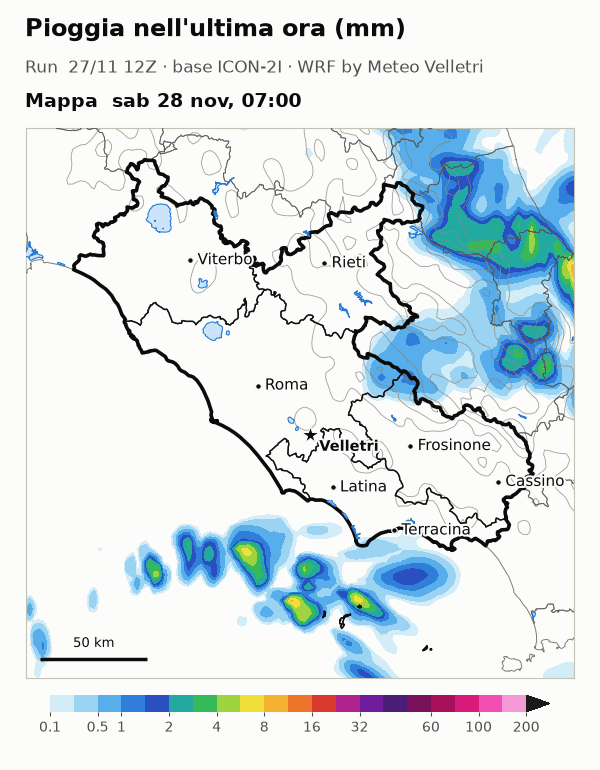 Pioggia nell'ultima ora (mm)
Run  27/11 12Z · base ICON-2I · WRF by Meteo Velletri
Mappa  sab 28 nov, 07:00
Viterbo
Rieti
Roma
Velletri
Frosinone
Latina
Cassino
Terracina
50 km
0.1 0.5 1 2 4 8 16 32 60 100 200